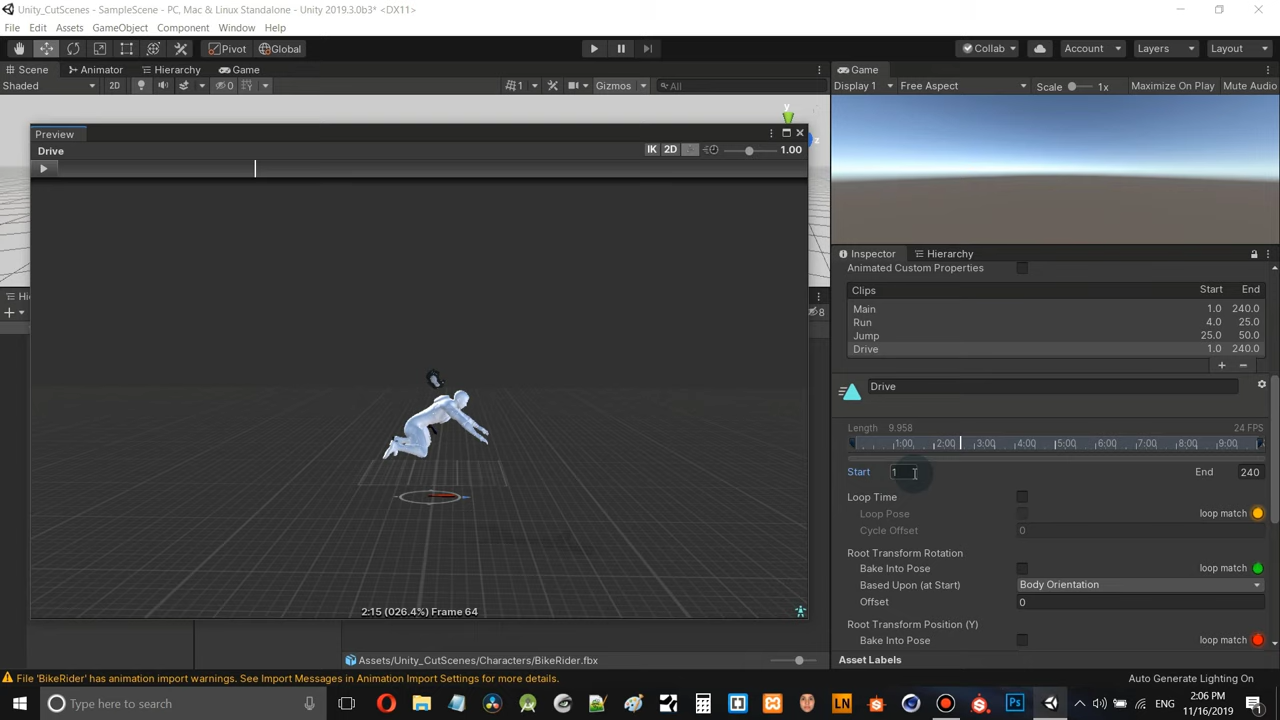 Unity_CutScenes - SampleScene - PC, Mac & Linux Standalone - Unity 2019.3.0b3* <DX11>
File Edit Assets GameObject Component Window Help
Pivot Global Collab Account Layers Layout
Scene Animator Hierarchy Game Game
Shaded 2D 0 1 Gizmos All Display 1 Free Aspect Scale 1x Maximize On Play Mute Audio
y
z
Preview
Drive IK 2D 1.00
Inspector Hierarchy
Animated Custom Properties
Clips Start End
Main 1.0 240.0
Run 4.0 25.0
Jump 25.0 50.0
Drive 1.0 240.0
8
Drive
Length 9.958 24 FPS
1:00 2:00 3:00 4:00 5:00 6:00 7:00 8:00 9:00
Start 1 End 240
Loop Time
Loop Pose loop match
Cycle Offset 0
Root Transform Rotation
Bake Into Pose loop match
Based Upon (at Start) Body Orientation
Offset 0
Root Transform Position (Y)
Bake Into Pose loop match
2:15 (026.4%) Frame 64
Assets/Unity_CutScenes/Characters/BikeRider.fbx
Asset Labels
File 'BikeRider' has animation import warnings. See Import Messages in Animation Import Settings for more details.
Auto Generate Lighting On
Type here to search
LN
Ps
ENG
2:06 PM
11/16/2019